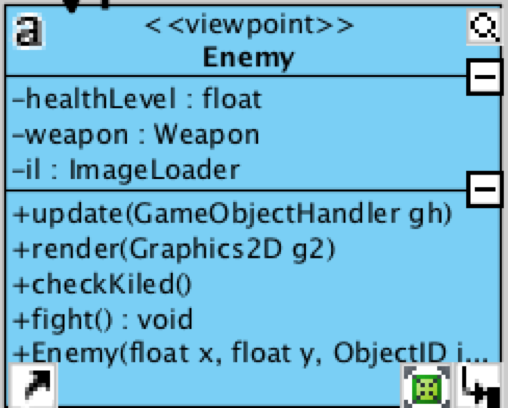 a
<<viewpoint>>
Enemy
-healthLevel : float
-weapon : Weapon
-il : ImageLoader
+update(GameObjectHandler gh)
+render(Graphics2D g2)
+checkKiled()
+fight() : void
+Enemy(float x, float y, ObjectID i...